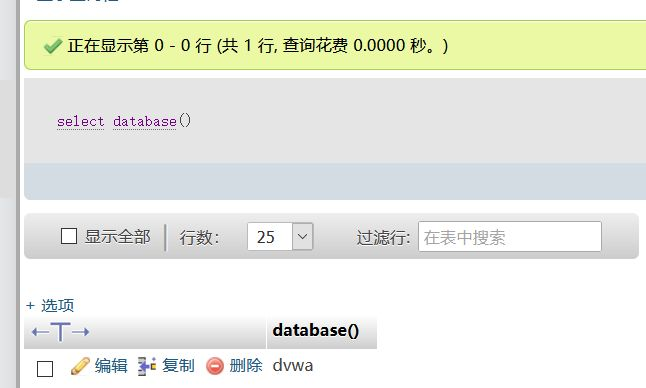 正在显示第 0 - 0 行 (共 1 行, 查询花费 0.0000 秒。)
select database()
显示全部 行数: 25 过滤行: 在表中搜索
+ 选项
←T→ database()
编辑 复制 删除 dvwa